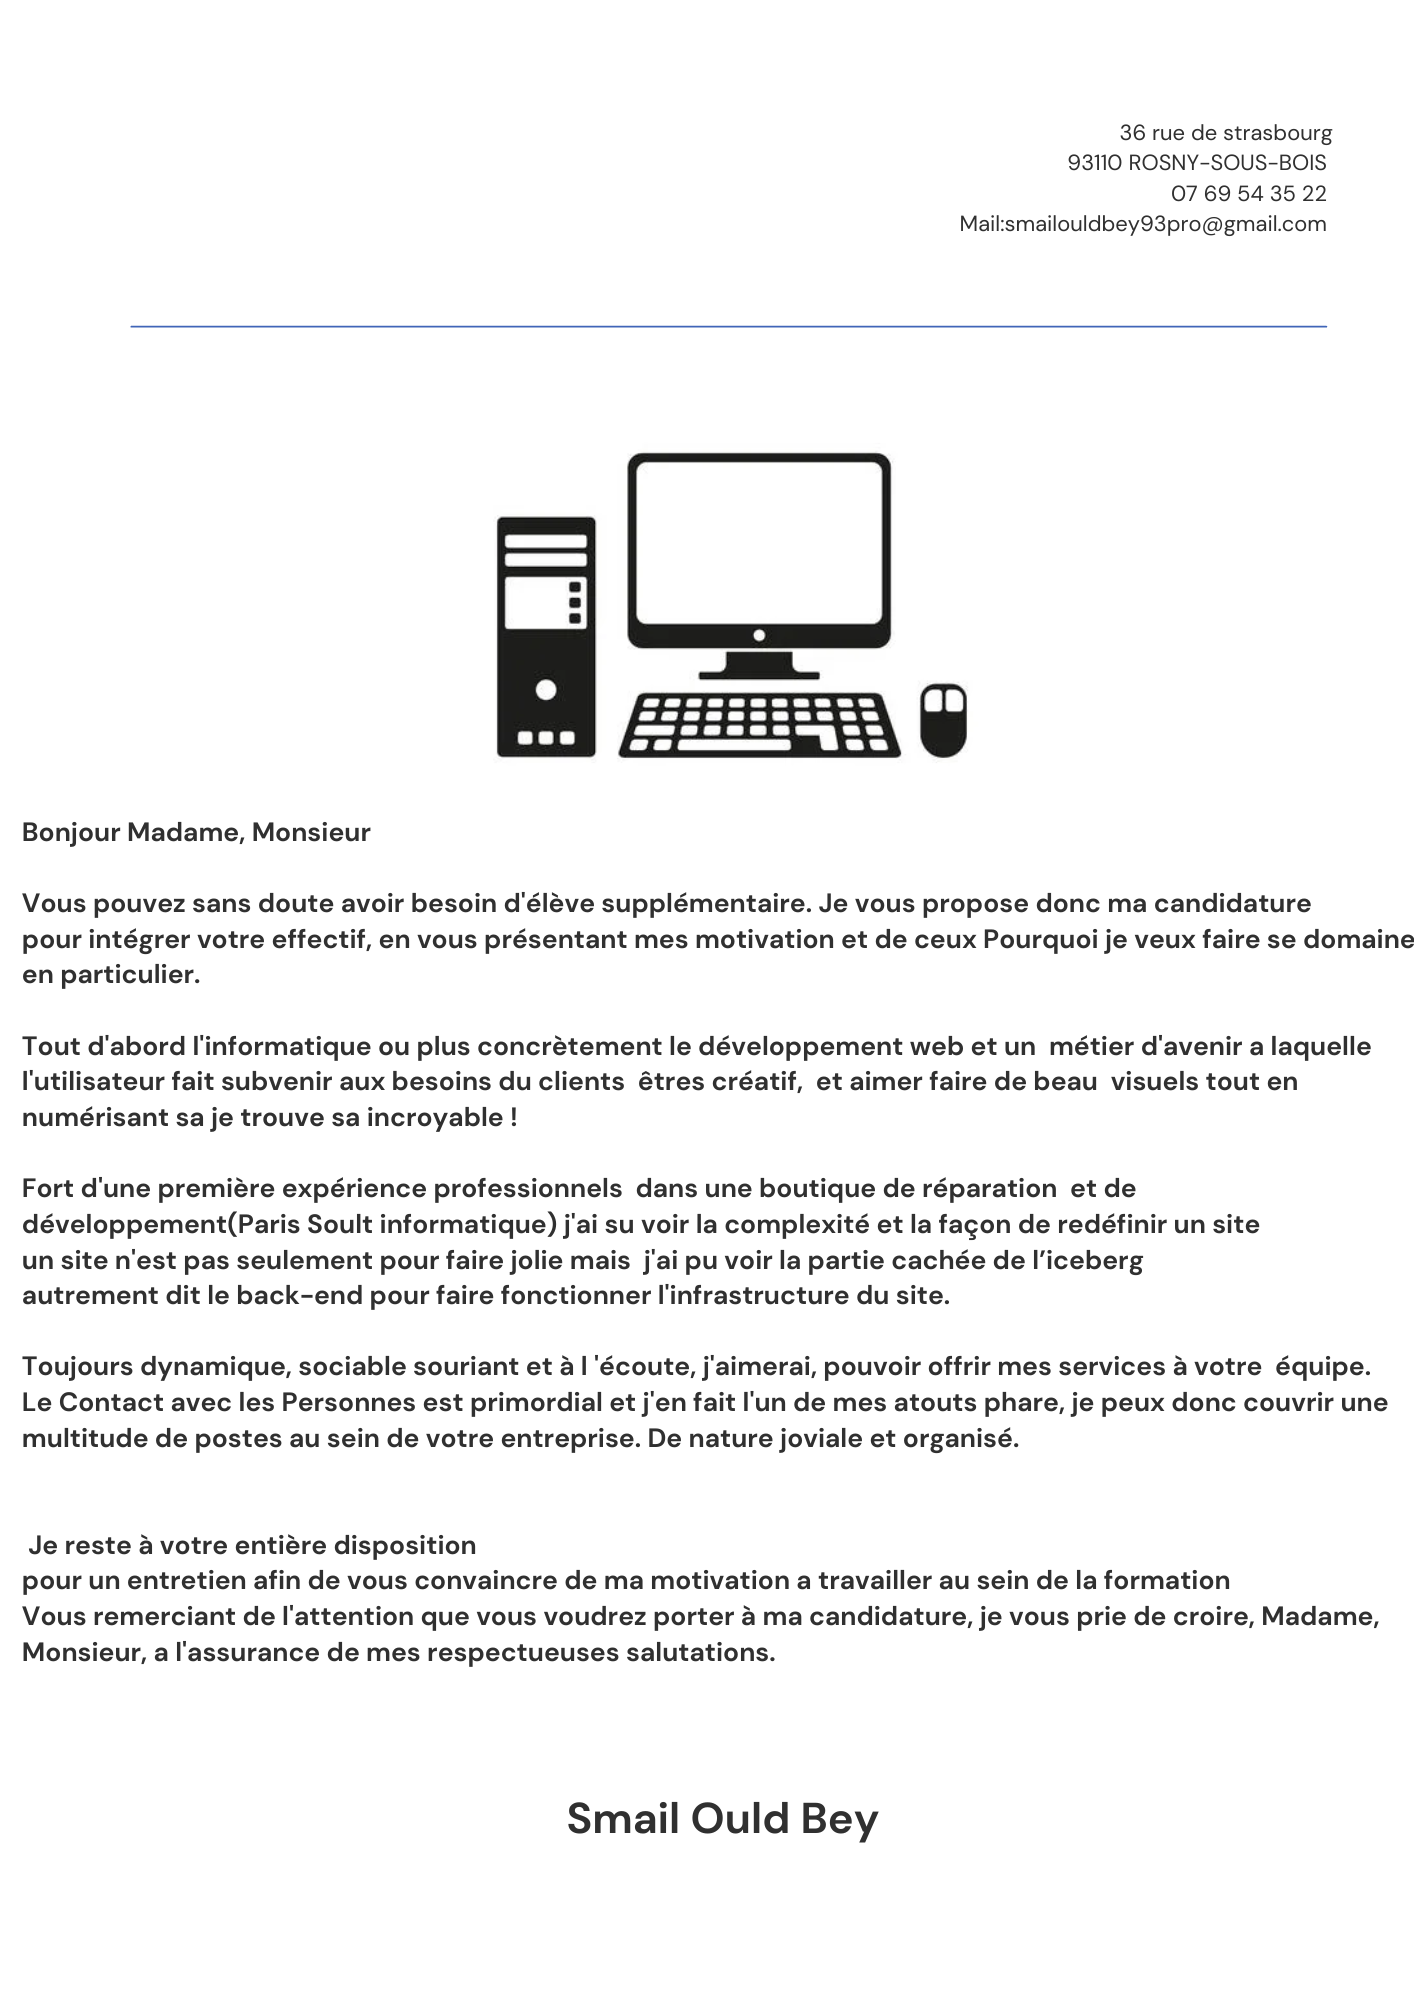 36 rue de strasbourg
93110 ROSNY-SOUS-BOIS
07 69 54 35 22
Mail:smailouldbey93pro@gmail.com
Bonjour Madame, Monsieur
Vous pouvez sans doute avoir besoin d'élève supplémentaire. Je vous propose donc ma candidature
pour intégrer votre effectif, en vous présentant mes motivation et de ceux Pourquoi je veux faire se domaine
en particulier.
Tout d'abord l'informatique ou plus concrètement le développement web et un  métier d'avenir a laquelle
l'utilisateur fait subvenir aux besoins du clients  êtres créatif,  et aimer faire de beau  visuels tout en
numérisant sa je trouve sa incroyable !
Fort d'une première expérience professionnels  dans une boutique de réparation  et de
développement(Paris Soult informatique) j'ai su voir la complexité et la façon de redéfinir un site
un site n'est pas seulement pour faire jolie mais  j'ai pu voir la partie cachée de l’iceberg
autrement dit le back-end pour faire fonctionner l'infrastructure du site.
Toujours dynamique, sociable souriant et à l 'écoute, j'aimerai, pouvoir offrir mes services à votre  équipe.
Le Contact avec les Personnes est primordial et j'en fait l'un de mes atouts phare, je peux donc couvrir une
multitude de postes au sein de votre entreprise. De nature joviale et organisé.
Je reste à votre entière disposition
pour un entretien afin de vous convaincre de ma motivation a travailler au sein de la formation
Vous remerciant de l'attention que vous voudrez porter à ma candidature, je vous prie de croire, Madame,
Monsieur, a l'assurance de mes respectueuses salutations.
Smail Ould Bey